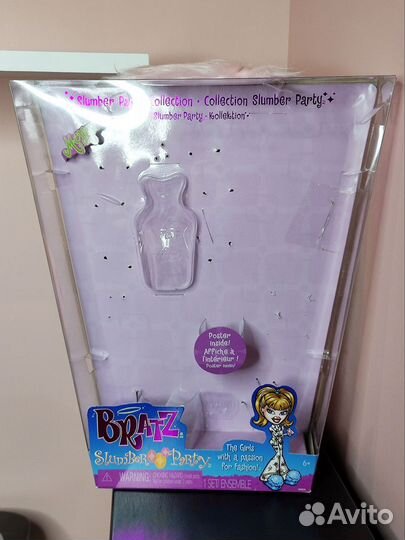 Slumber Party Collection • Collection Slumber Party
Slumber Party - Kollektion
Poster
inside!
Affiche à
l'intérieur !
Poster innen!
BRATZ
Slumber Party
The Girls
with a passion
for fashion!
6+
WARNING:
1 SET/ENSEMBLE
Avito